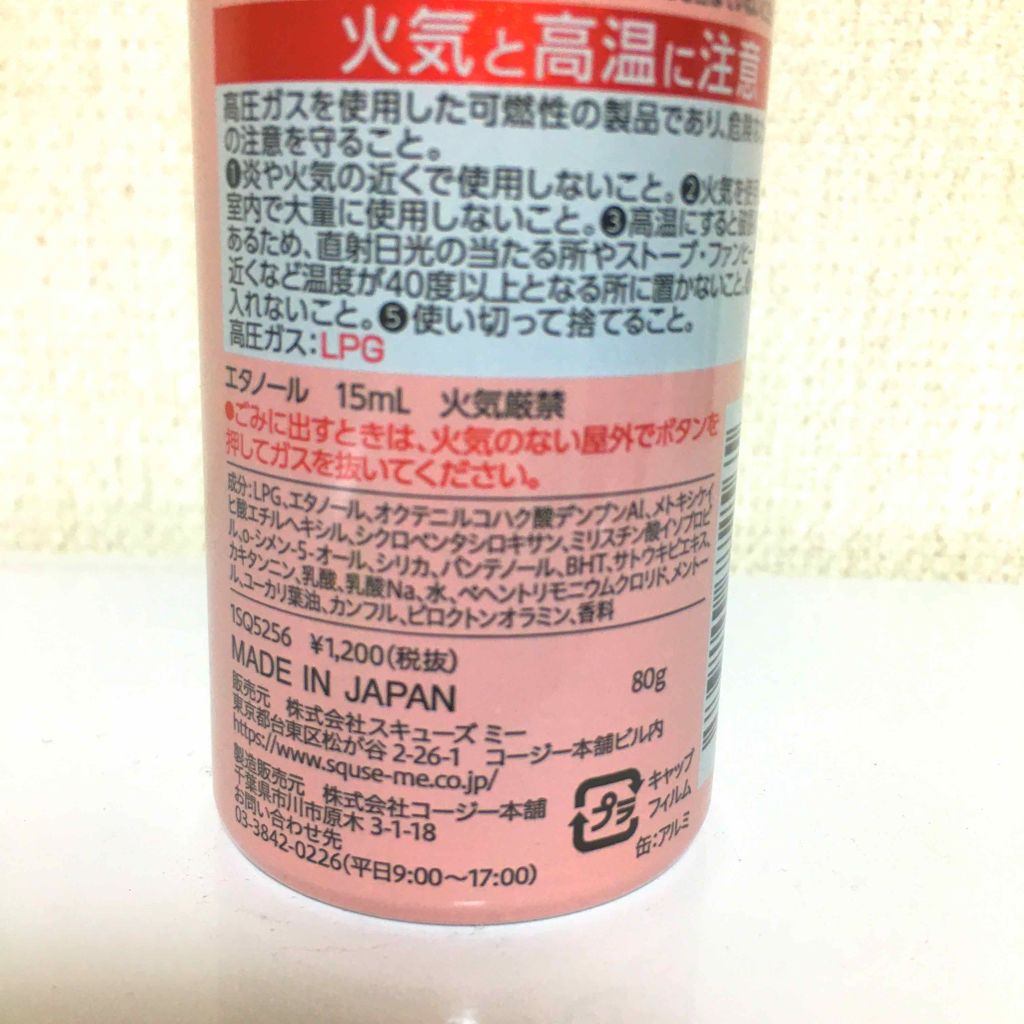 火気と高温に注意
高圧ガスを使用した可燃性の製品であり、危険
の注意を守ること。
❶炎や火気の近くで使用しないこと。❷火気を使
室内で大量に使用しないこと。❸高温にすると
あるため、直射日光の当たる所やストーブ・ファンヒー
近くなど温度が40度以上となる所に置かないこと。
入れないこと。❺使い切って捨てること。
高圧ガス:LPG
エタノール 15mL 火気厳禁
●ごみに出すときは、火気のない屋外でボタンを
押してガスを抜いてください。
成分:LPG、エタノール、オクテニルコハク酸デンプンAl、メトキシケイ
ヒ酸エチルヘキシル、シクロペンタシロキサン、ミリスチン酸イソプロピ
ル、o-シメン-5-オール、シリカ、パンテノール、BHT、サトウキビエキス、
カキタンニン、乳酸、乳酸Na、水、ベヘントリモニウムクロリド、メントー
ル、ユーカリ葉油、カンフル、ピロクトンオラミン、香料
1SQ5256 ¥1,200(税抜)
MADE IN JAPAN 80g
販売元 株式会社スキューズ ミー
東京都台東区松が谷 2-26-1 コージー本舗ビル内
https://www.squse-me.co.jp/
製造販売元 株式会社コージー本舗
千葉県市川市原木 3-1-18
お問い合わせ先
03-3842-0226(平日9:00〜17:00)
プラ
キャップ
フィルム
缶:アルミ